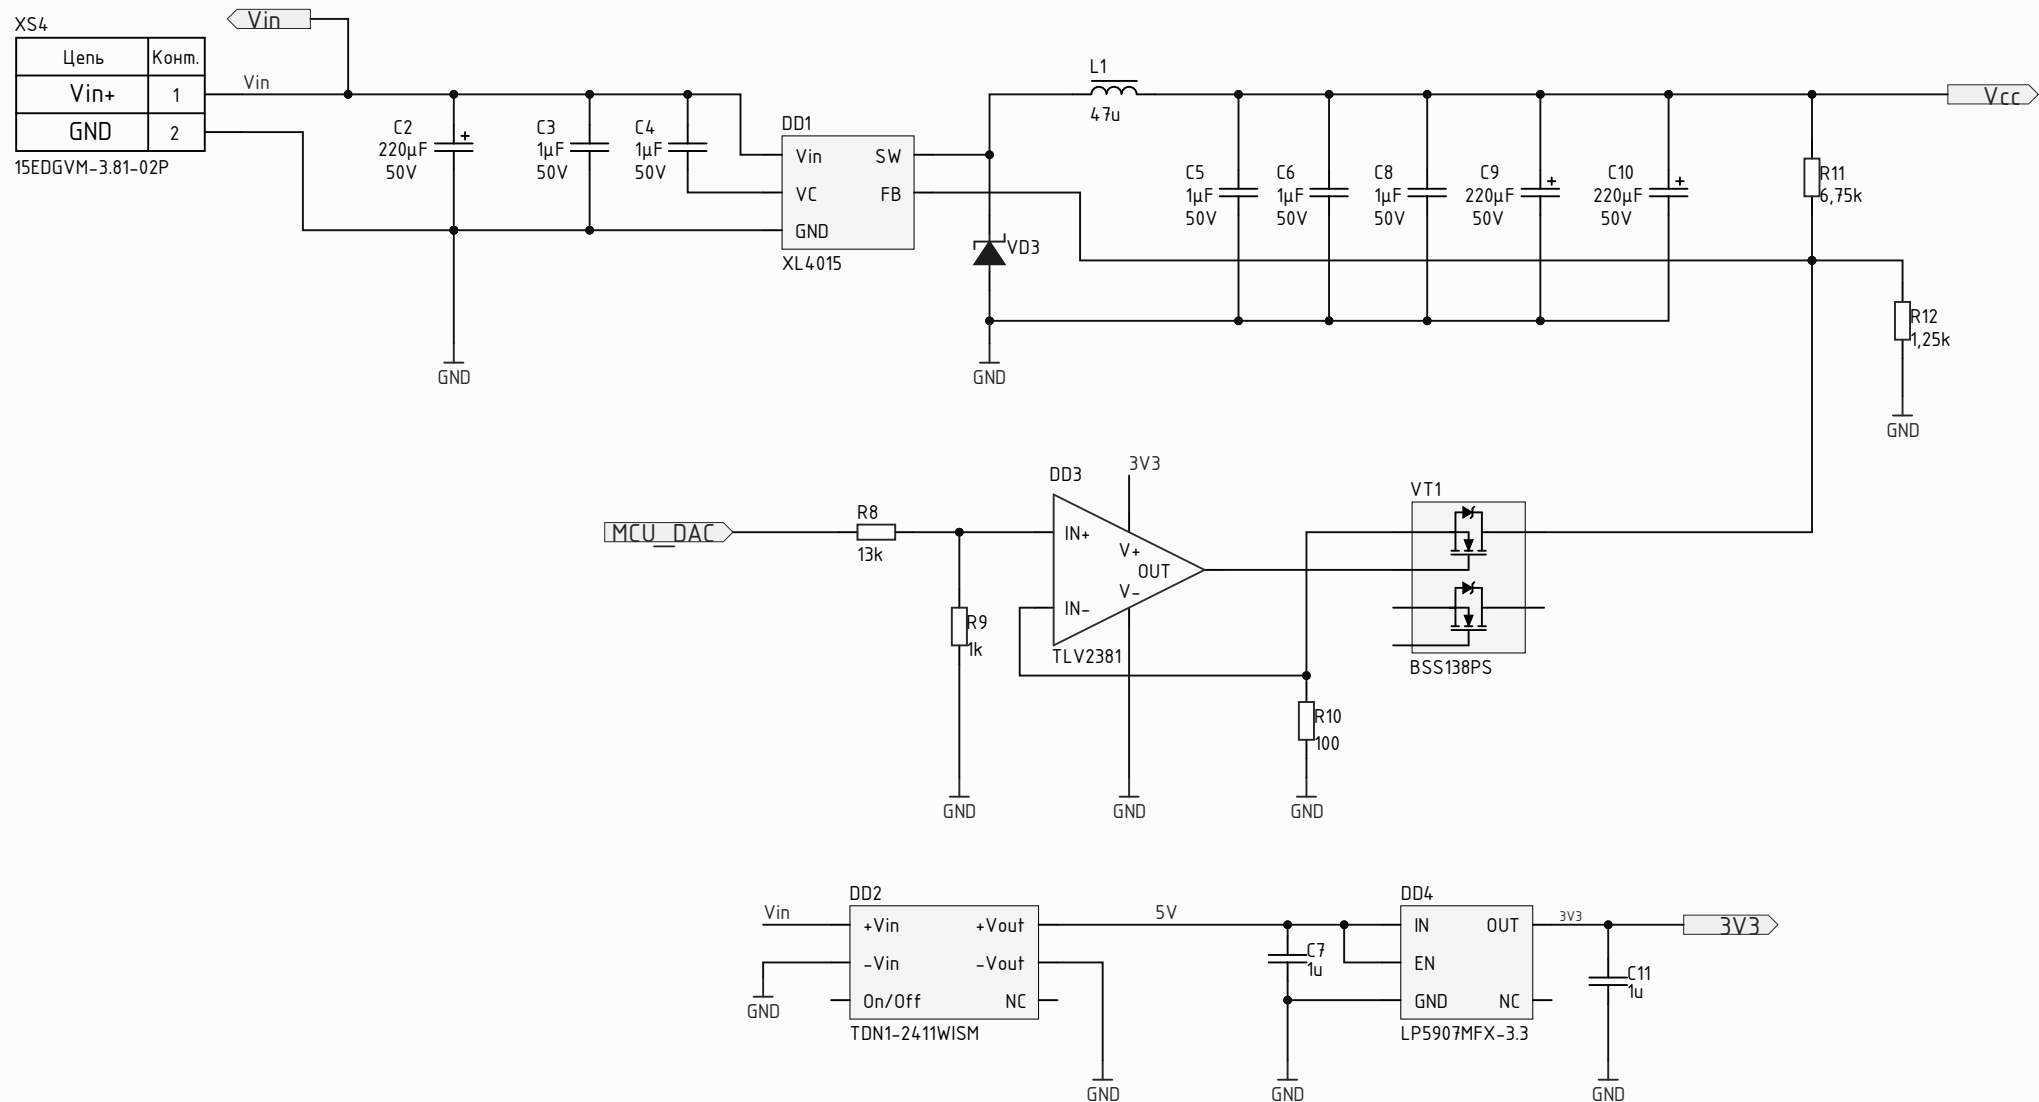 XS4
Vin
Цепь Конт.
Vin+ 1
GND 2
15EDGVM-3.81-02P
Vin
C2
220µF
50V
C3
1µF
50V
C4
1µF
50V
GND
DD1
Vin SW
VC FB
GND
XL4015
L1
47u
VD3
GND
C5
1µF
50V
C6
1µF
50V
C8
1µF
50V
C9
220µF
50V
C10
220µF
50V
Vcc
R11
6,75k
R12
1,25k
GND
MCU_DAC
R8
13k
R9
1k
GND
DD3
3V3
IN+
V+
OUT
V-
IN-
TLV2381
GND
VT1
BSS138PS
R10
100
GND
DD2
Vin
+Vin +Vout
-Vin -Vout
On/Off NC
TDN1-2411WISM
GND
GND
5V
C7
1u
GND
DD4
IN OUT
EN
GND NC
LP5907MFX-3.3
3V3
3V3
C11
1u
GND